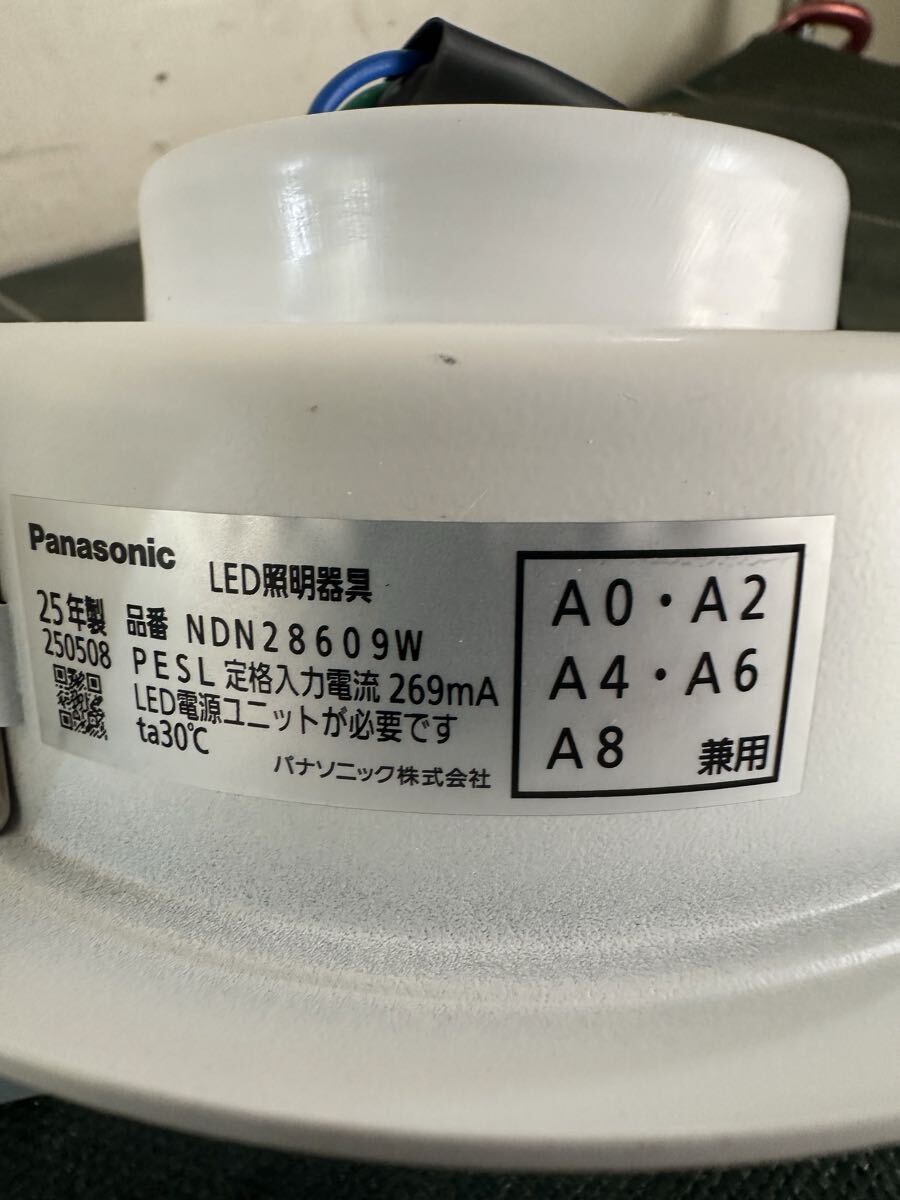 Panasonic
LED照明器具
25年製 品番 NDN28609W
250508 PESL 定格入力電流 269mA
LED電源ユニットが必要です
ta30℃
パナソニック株式会社
A0・A2
A4・A6
A8 兼用